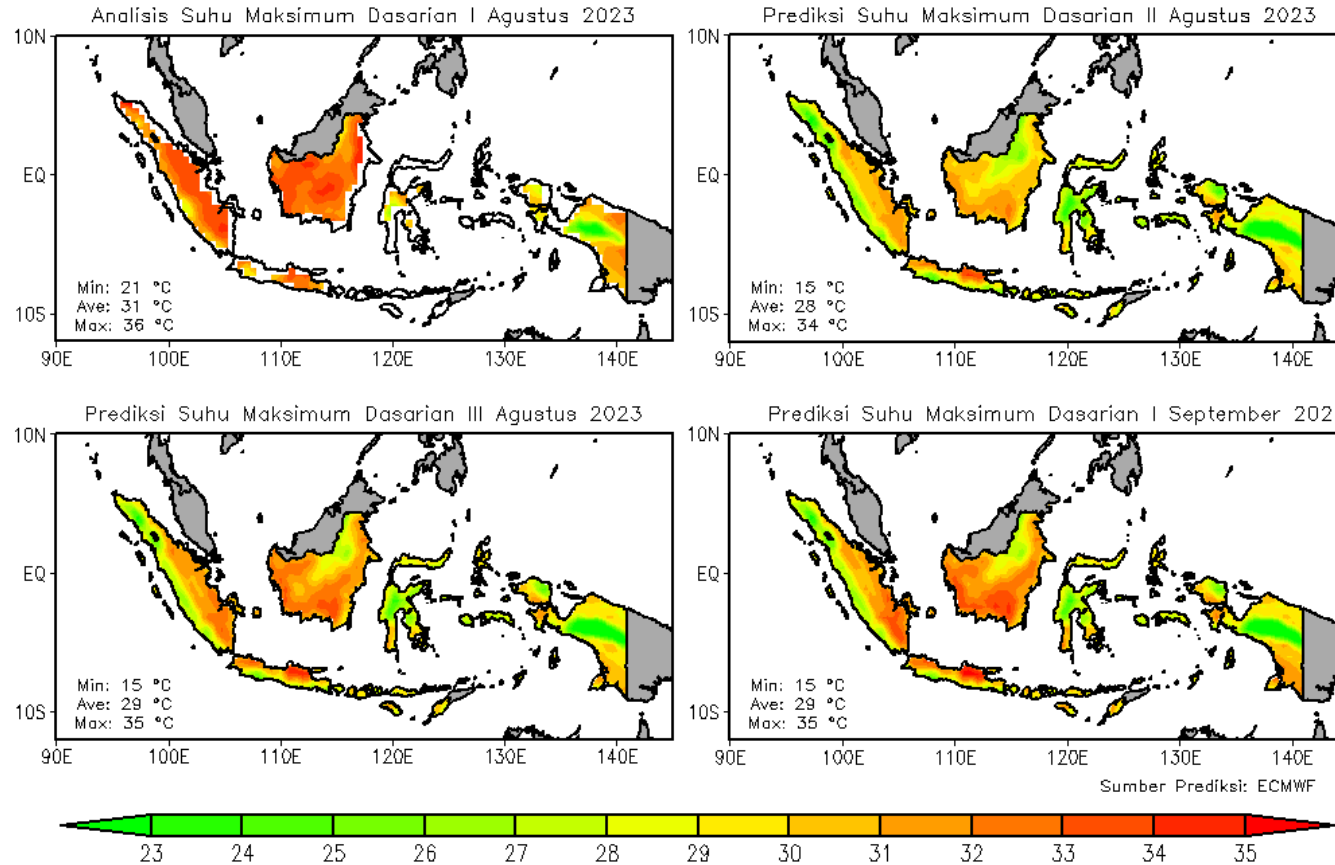 Analisis Suhu Maksimum Dasarian I Agustus 2023
Prediksi Suhu Maksimum Dasarian II Agustus 2023
10N
EQ
10S
Min: 21 °C
Ave: 31 °C
Max: 36 °C
90E 100E 110E 120E 130E 140E
10N
EQ
10S
Min: 15 °C
Ave: 28 °C
Max: 34 °C
90E 100E 110E 120E 130E 140E
Prediksi Suhu Maksimum Dasarian III Agustus 2023
Prediksi Suhu Maksimum Dasarian I September 202
10N
EQ
10S
Min: 15 °C
Ave: 29 °C
Max: 35 °C
90E 100E 110E 120E 130E 140E
10N
EQ
10S
Min: 15 °C
Ave: 29 °C
Max: 35 °C
90E 100E 110E 120E 130E 140E
Sumber Prediksi: ECMWF
23 24 25 26 27 28 29 30 31 32 33 34 35